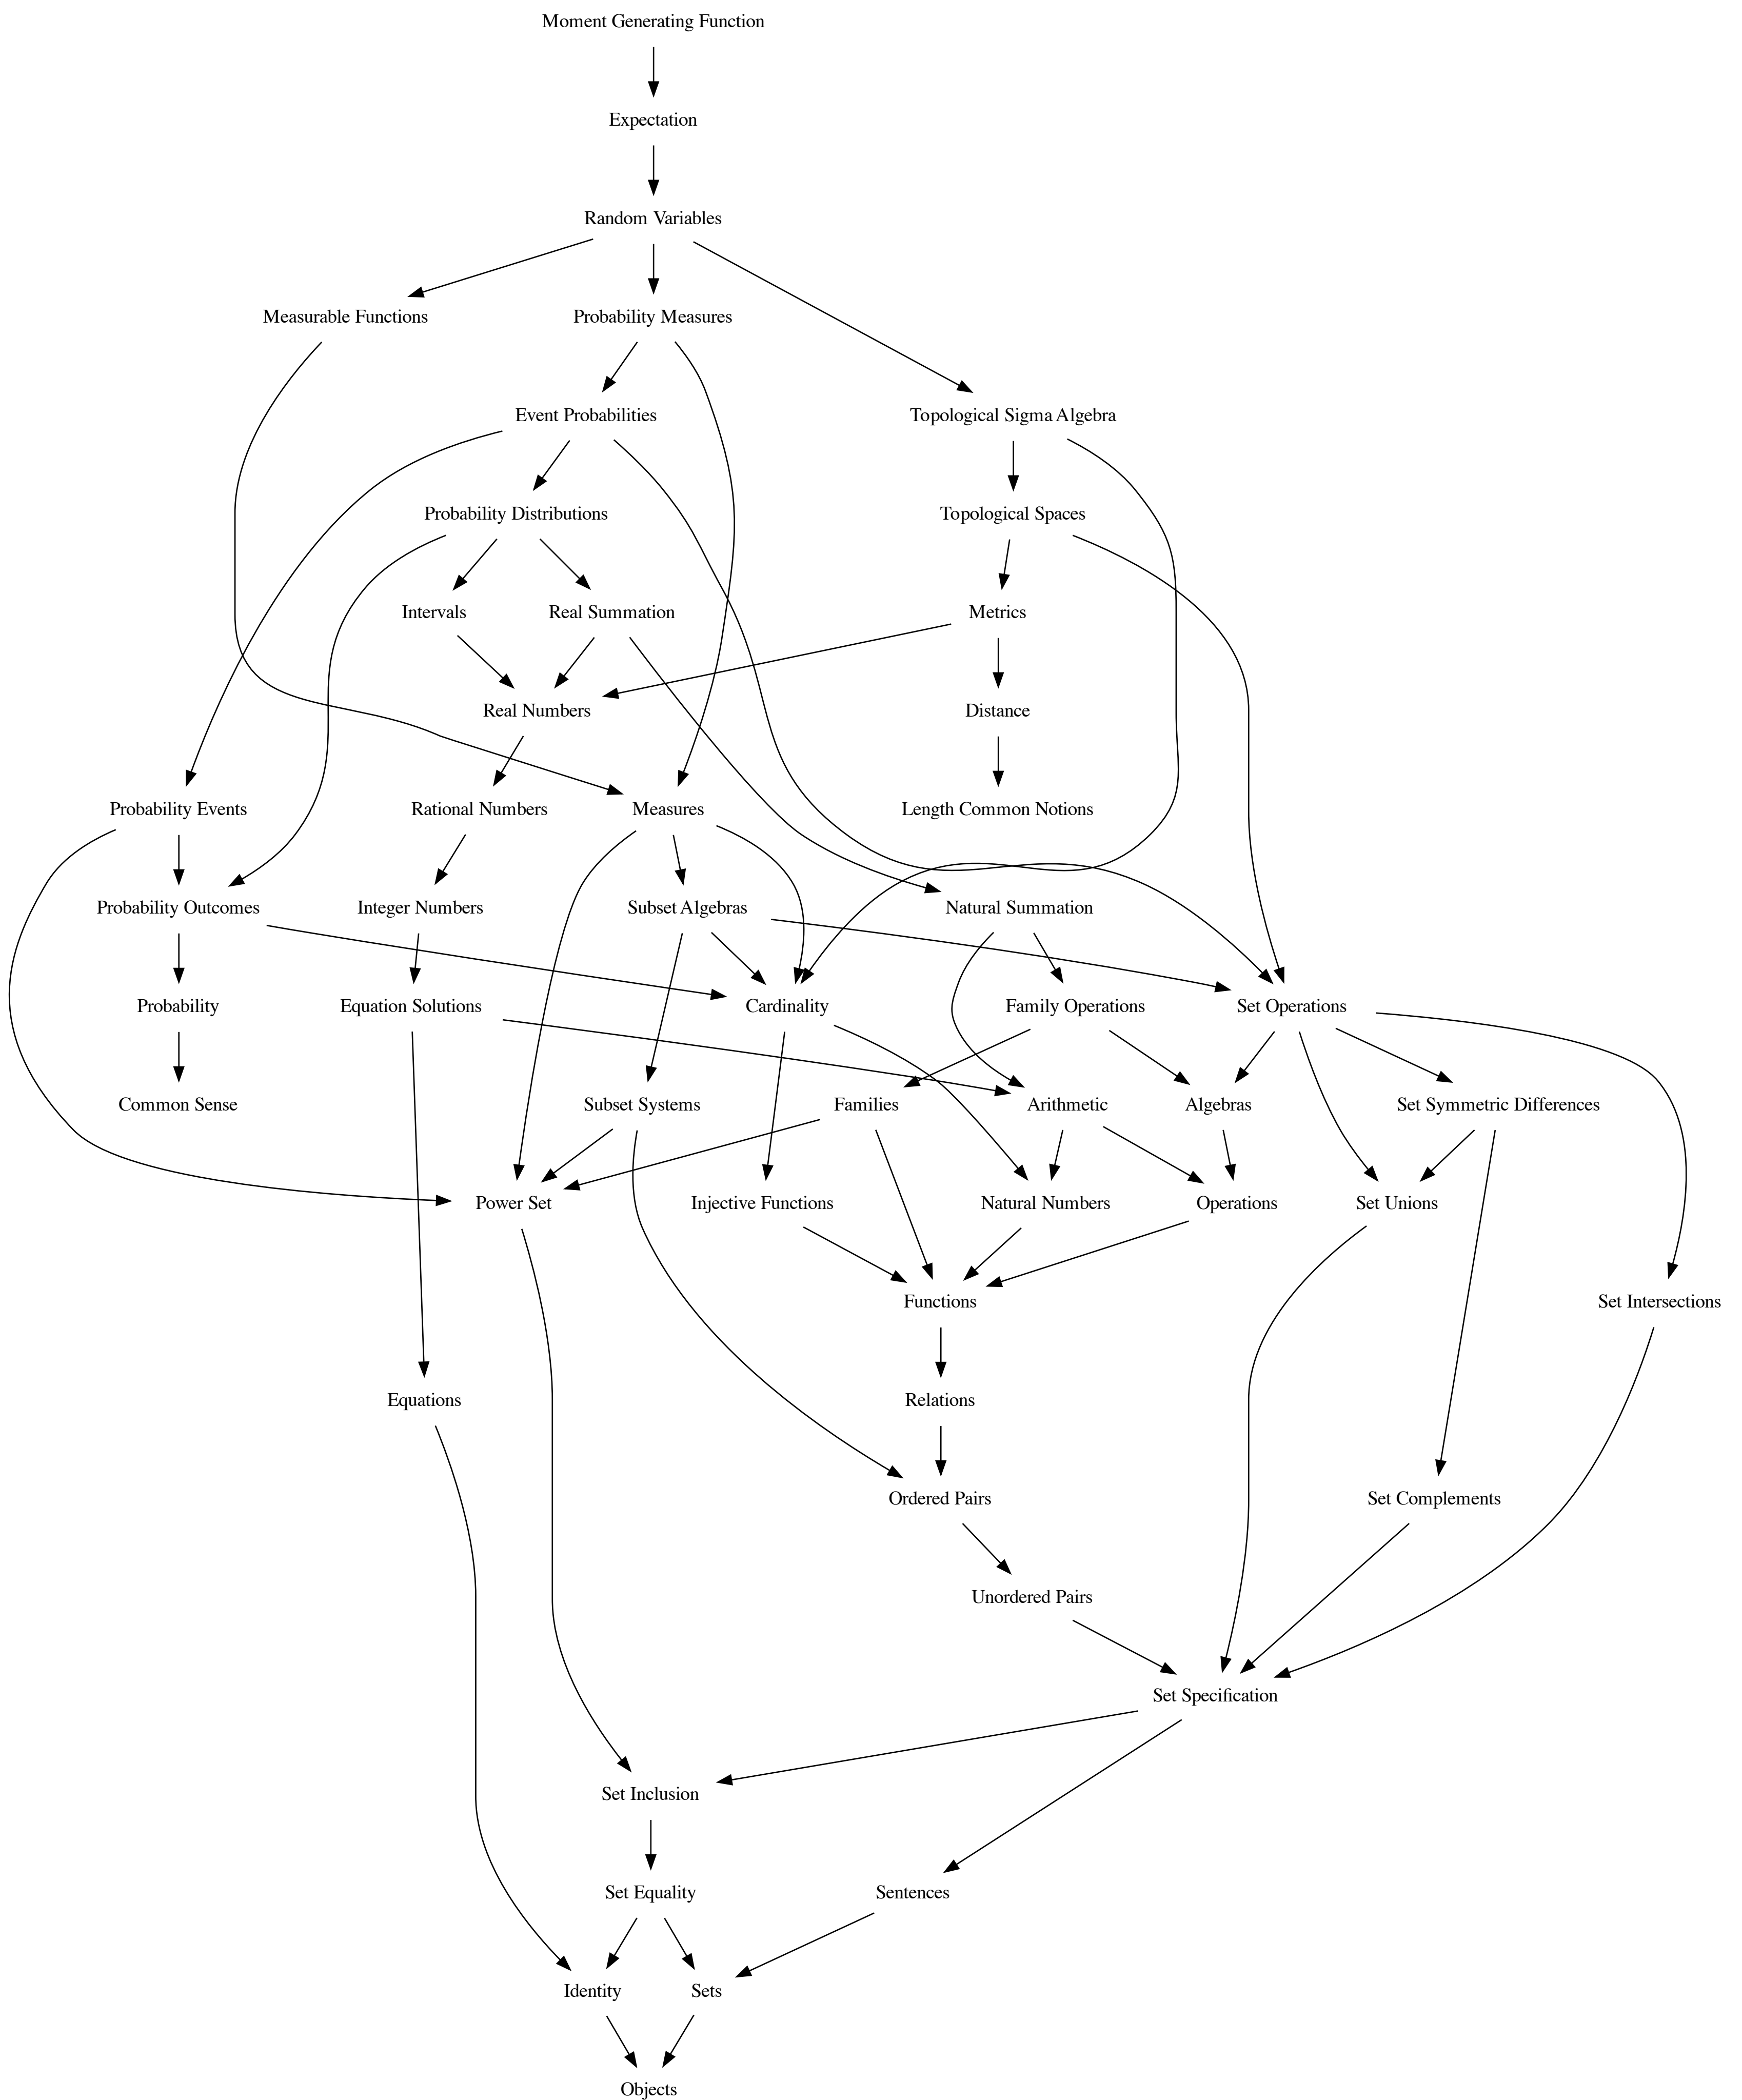 Moment Generating Function
Expectation
Random Variables
Measurable Functions
Probability Measures
Event Probabilities
Topological Sigma Algebra
Probability Distributions
Topological Spaces
Intervals
Real Summation
Metrics
Real Numbers
Distance
Probability Events
Rational Numbers
Measures
Length Common Notions
Probability Outcomes
Integer Numbers
Subset Algebras
Natural Summation
Probability
Equation Solutions
Cardinality
Family Operations
Set Operations
Common Sense
Subset Systems
Families
Arithmetic
Algebras
Set Symmetric Differences
Power Set
Injective Functions
Natural Numbers
Operations
Set Unions
Functions
Set Intersections
Equations
Relations
Ordered Pairs
Set Complements
Unordered Pairs
Set Specification
Set Inclusion
Set Equality
Sentences
Identity
Sets
Objects